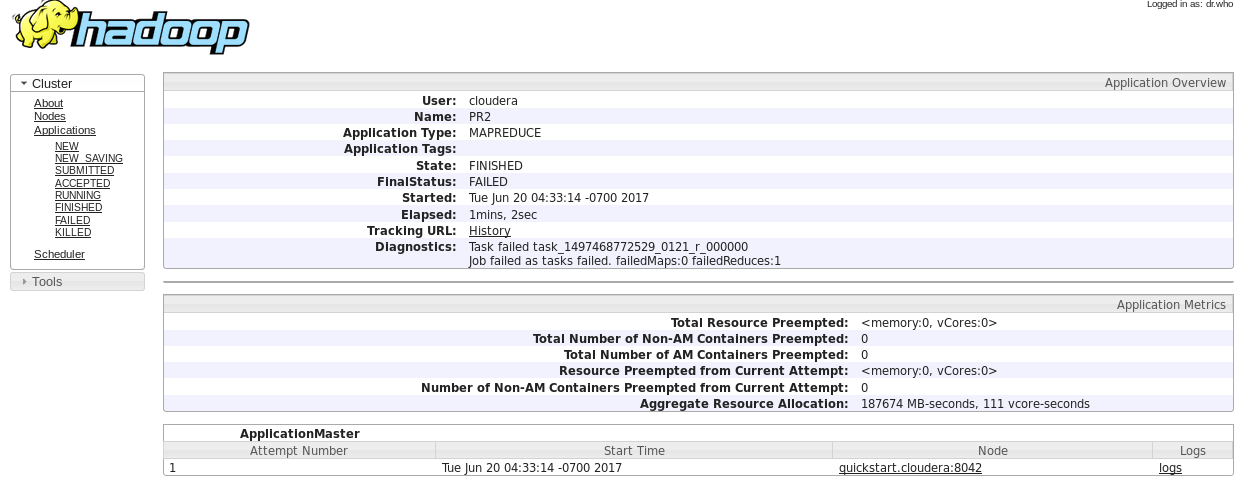 Logged in as: dr.who
hadoop
Cluster
About
Nodes
Applications
NEW
NEW_SAVING
SUBMITTED
ACCEPTED
RUNNING
FINISHED
FAILED
KILLED
Scheduler
Tools
Application Overview
User: cloudera
Name: PR2
Application Type: MAPREDUCE
Application Tags:
State: FINISHED
FinalStatus: FAILED
Started: Tue Jun 20 04:33:14 -0700 2017
Elapsed: 1mins, 2sec
Tracking URL: History
Diagnostics: Task failed task_1497468772529_0121_r_000000
Job failed as tasks failed. failedMaps:0 failedReduces:1
Application Metrics
Total Resource Preempted: <memory:0, vCores:0>
Total Number of Non-AM Containers Preempted: 0
Total Number of AM Containers Preempted: 0
Resource Preempted from Current Attempt: <memory:0, vCores:0>
Number of Non-AM Containers Preempted from Current Attempt: 0
Aggregate Resource Allocation: 187674 MB-seconds, 111 vcore-seconds
ApplicationMaster
Attempt Number Start Time Node Logs
1 Tue Jun 20 04:33:14 -0700 2017 quickstart.cloudera:8042 logs